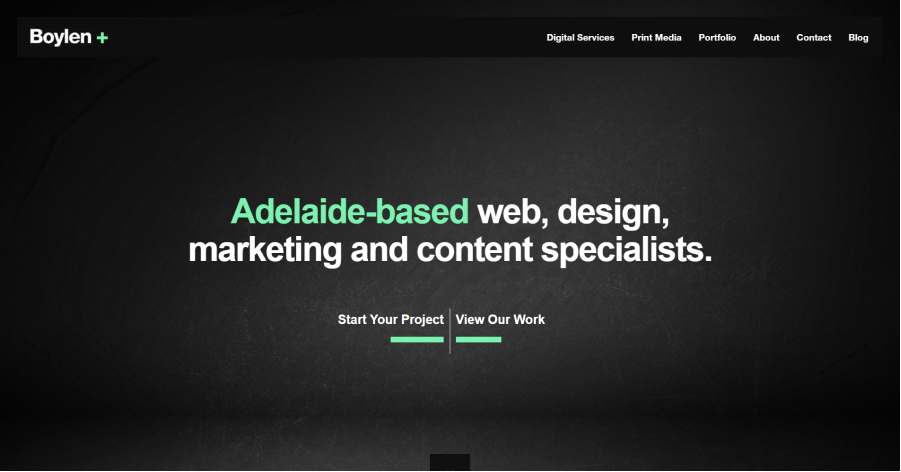 Boylen +
Digital Services Print Media Portfolio About Contact Blog
Adelaide-based web, design,
marketing and content specialists.
Start Your Project
View Our Work